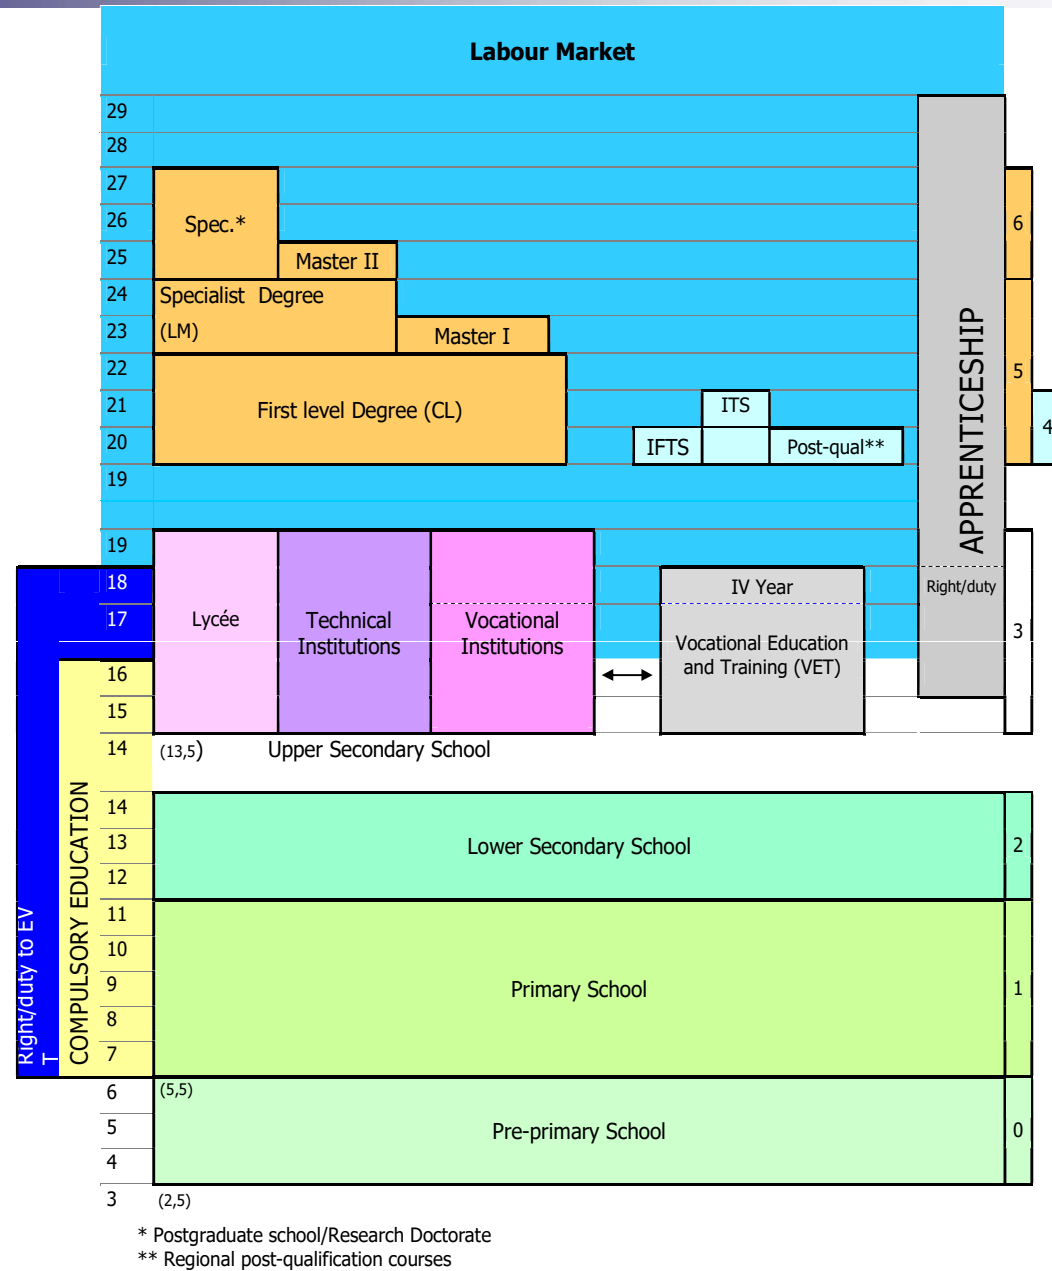 Labour Market
29
28
27
26
Spec.*
6
25
Master II
24
Specialist Degree
23
(LM)
Master I
22
5
21
First level Degree (CL)
ITS
4
20
IFTS
Post-qual**
19
APPRENTICESHIP
19
18
IV Year
Right/duty
17
Lycée
Technical
Institutions
Vocational
Institutions
3
Vocational Education
and Training (VET)
16
15
14
(13,5)
Upper Secondary School
14
13
Lower Secondary School
2
12
11
10
9
Primary School
1
8
7
Right/duty to EV
T
COMPULSORY EDUCATION
6
(5,5)
5
Pre-primary School
0
4
3
(2,5)
* Postgraduate school/Research Doctorate
** Regional post-qualification courses